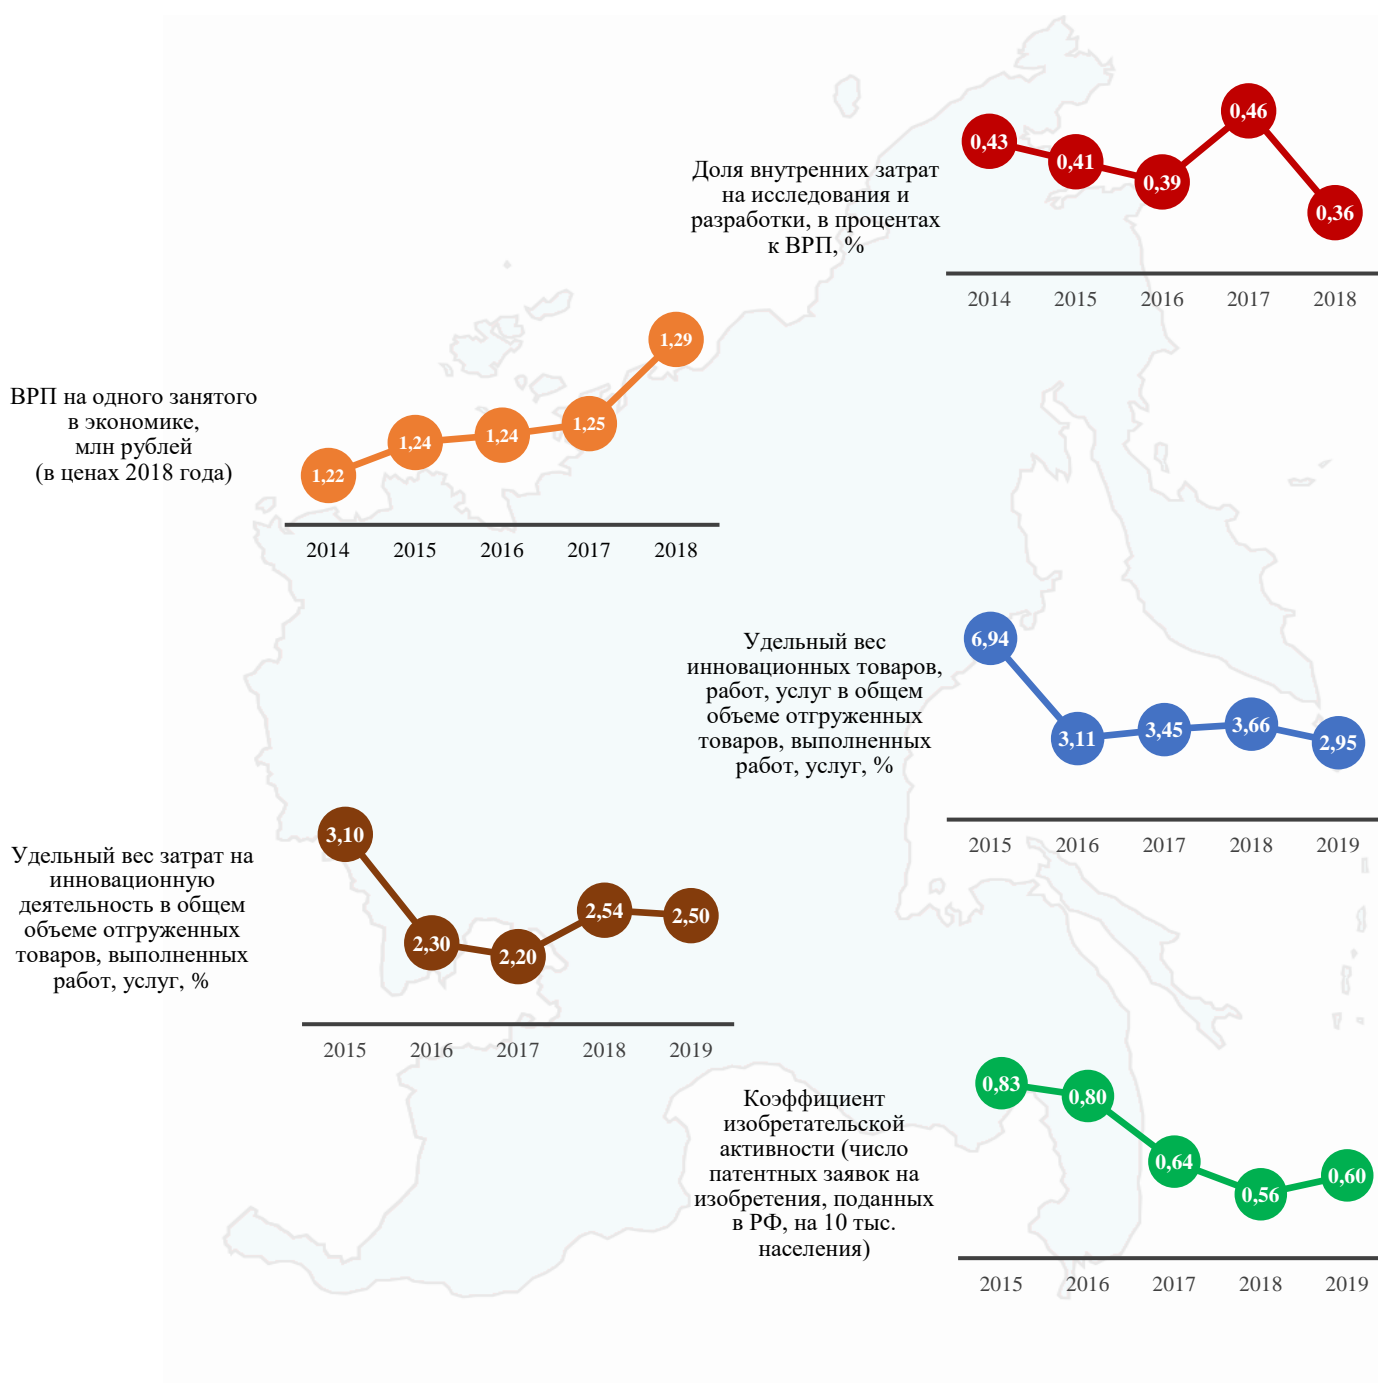 Доля внутренних затрат
на исследования и
разработки, в процентах
к ВРП, %
0,43
0,41
0,39
0,46
0,36
2014 2015 2016 2017 2018
ВРП на одного занятого
в экономике,
млн рублей
(в ценах 2018 года)
1,22
1,24
1,24
1,25
1,29
2014 2015 2016 2017 2018
Удельный вес
инновационных товаров,
работ, услуг в общем
объеме отгруженных
товаров, выполненных
работ, услуг, %
6,94
3,11
3,45
3,66
2,95
2015 2016 2017 2018 2019
Удельный вес затрат на
инновационную
деятельность в общем
объеме отгруженных
товаров, выполненных
работ, услуг, %
3,10
2,30
2,20
2,54
2,50
2015 2016 2017 2018 2019
Коэффициент
изобретательской
активности (число
патентных заявок на
изобретения, поданных
в РФ, на 10 тыс.
населения)
0,83
0,80
0,64
0,56
0,60
2015 2016 2017 2018 2019